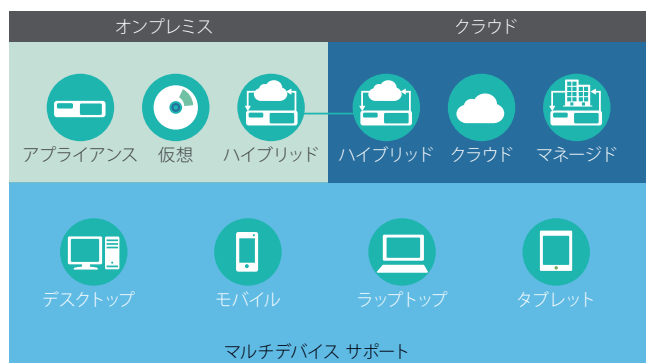 オンプレミス
クラウド
アプライアンス
仮想
ハイブリッド
ハイブリッド
クラウド
マネージド
デスクトップ
モバイル
ラップトップ
タブレット
マルチデバイス サポート